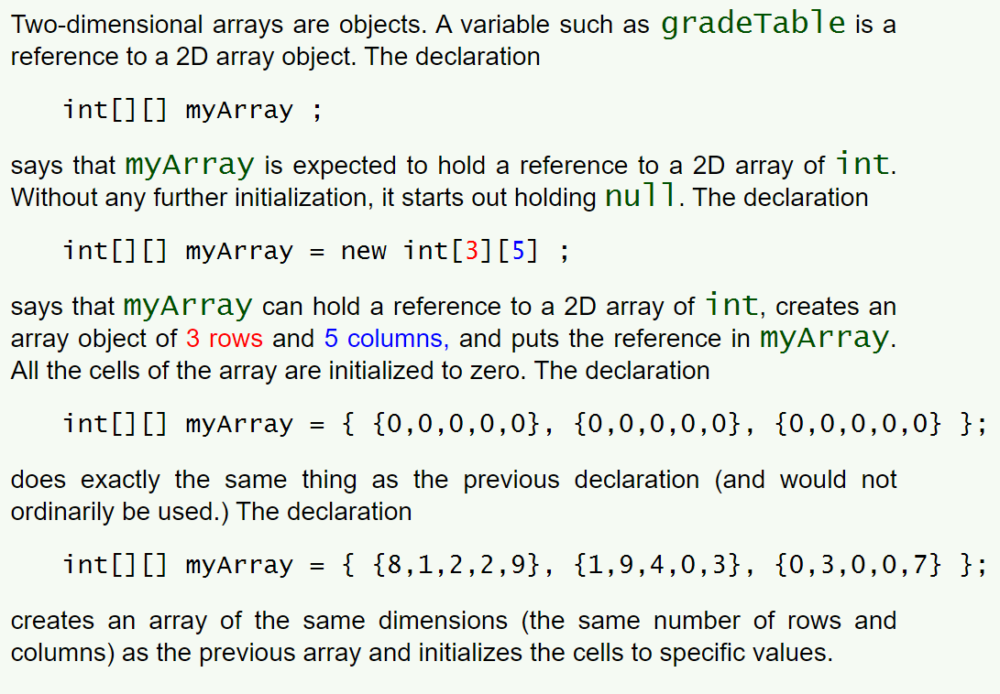 Two-dimensional arrays are objects. A variable such as gradeTable is a
reference to a 2D array object. The declaration
int[][] myArray ;
says that myArray is expected to hold a reference to a 2D array of int.
Without any further initialization, it starts out holding null. The declaration
int[][] myArray = new int[3][5] ;
says that myArray can hold a reference to a 2D array of int, creates an
array object of 3 rows and 5 columns, and puts the reference in myArray.
All the cells of the array are initialized to zero. The declaration
int[][] myArray = { {0,0,0,0,0}, {0,0,0,0,0}, {0,0,0,0,0} };
does exactly the same thing as the previous declaration (and would not
ordinarily be used.) The declaration
int[][] myArray = { {8,1,2,2,9}, {1,9,4,0,3}, {0,3,0,0,7} };
creates an array of the same dimensions (the same number of rows and
columns) as the previous array and initializes the cells to specific values.